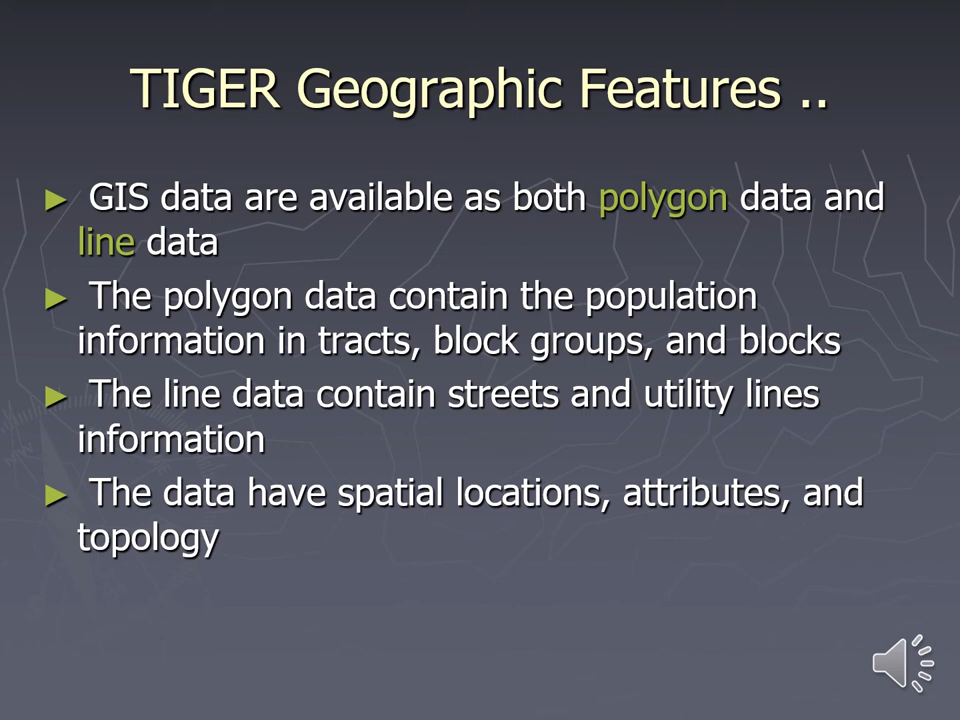 TIGER Geographic Features ..
► GIS data are available as both polygon data and
line data
► The polygon data contain the population
information in tracts, block groups, and blocks
► The line data contain streets and utility lines
information
► The data have spatial locations, attributes, and
topology